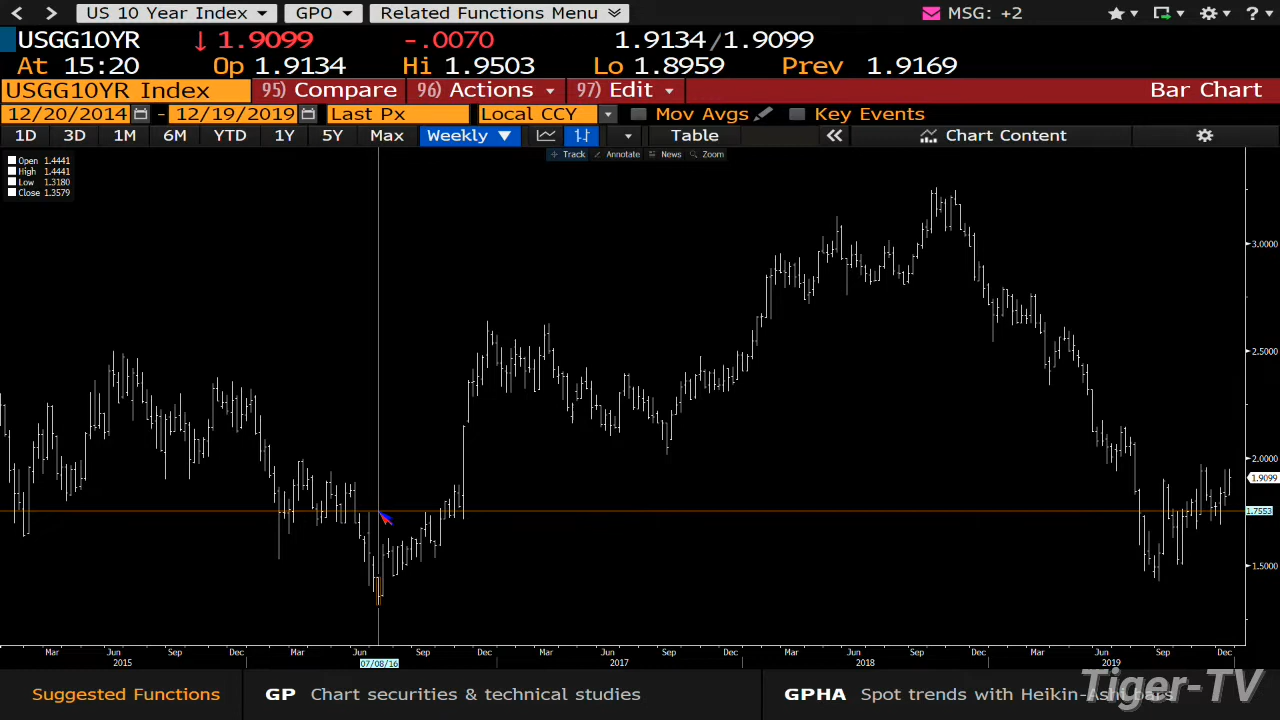 US 10 Year Index GPO Related Functions Menu MSG: +2 ?
USGG10YR ↓ 1.9099 -.0070 1.9134/1.9099
At 15:20 Op 1.9134 Hi 1.9503 Lo 1.8959 Prev 1.9169
USGG10YR Index 95) Compare 96) Actions 97) Edit Bar Chart
12/20/2014 - 12/19/2019 Last Px Local CCY Mov Avgs Key Events
1D 3D 1M 6M YTD 1Y 5Y Max Weekly ▼ Table « Chart Content
Track Annotate News Zoom
Open 1.4441
High 1.4441
Low 1.3180
Close 1.3579
3.0000
2.5000
2.0000
1.9099
1.7553
1.5000
Mar Jun Sep Dec Mar Jun Sep Dec Mar Jun Sep Dec Mar Jun Sep Dec Mar Jun Sep Dec
2015 07/08/16 2017 2018 2019
Suggested Functions GP Chart securities & technical studies GPHA Spot trends with Heikin-Ashi bars
Tiger-TV